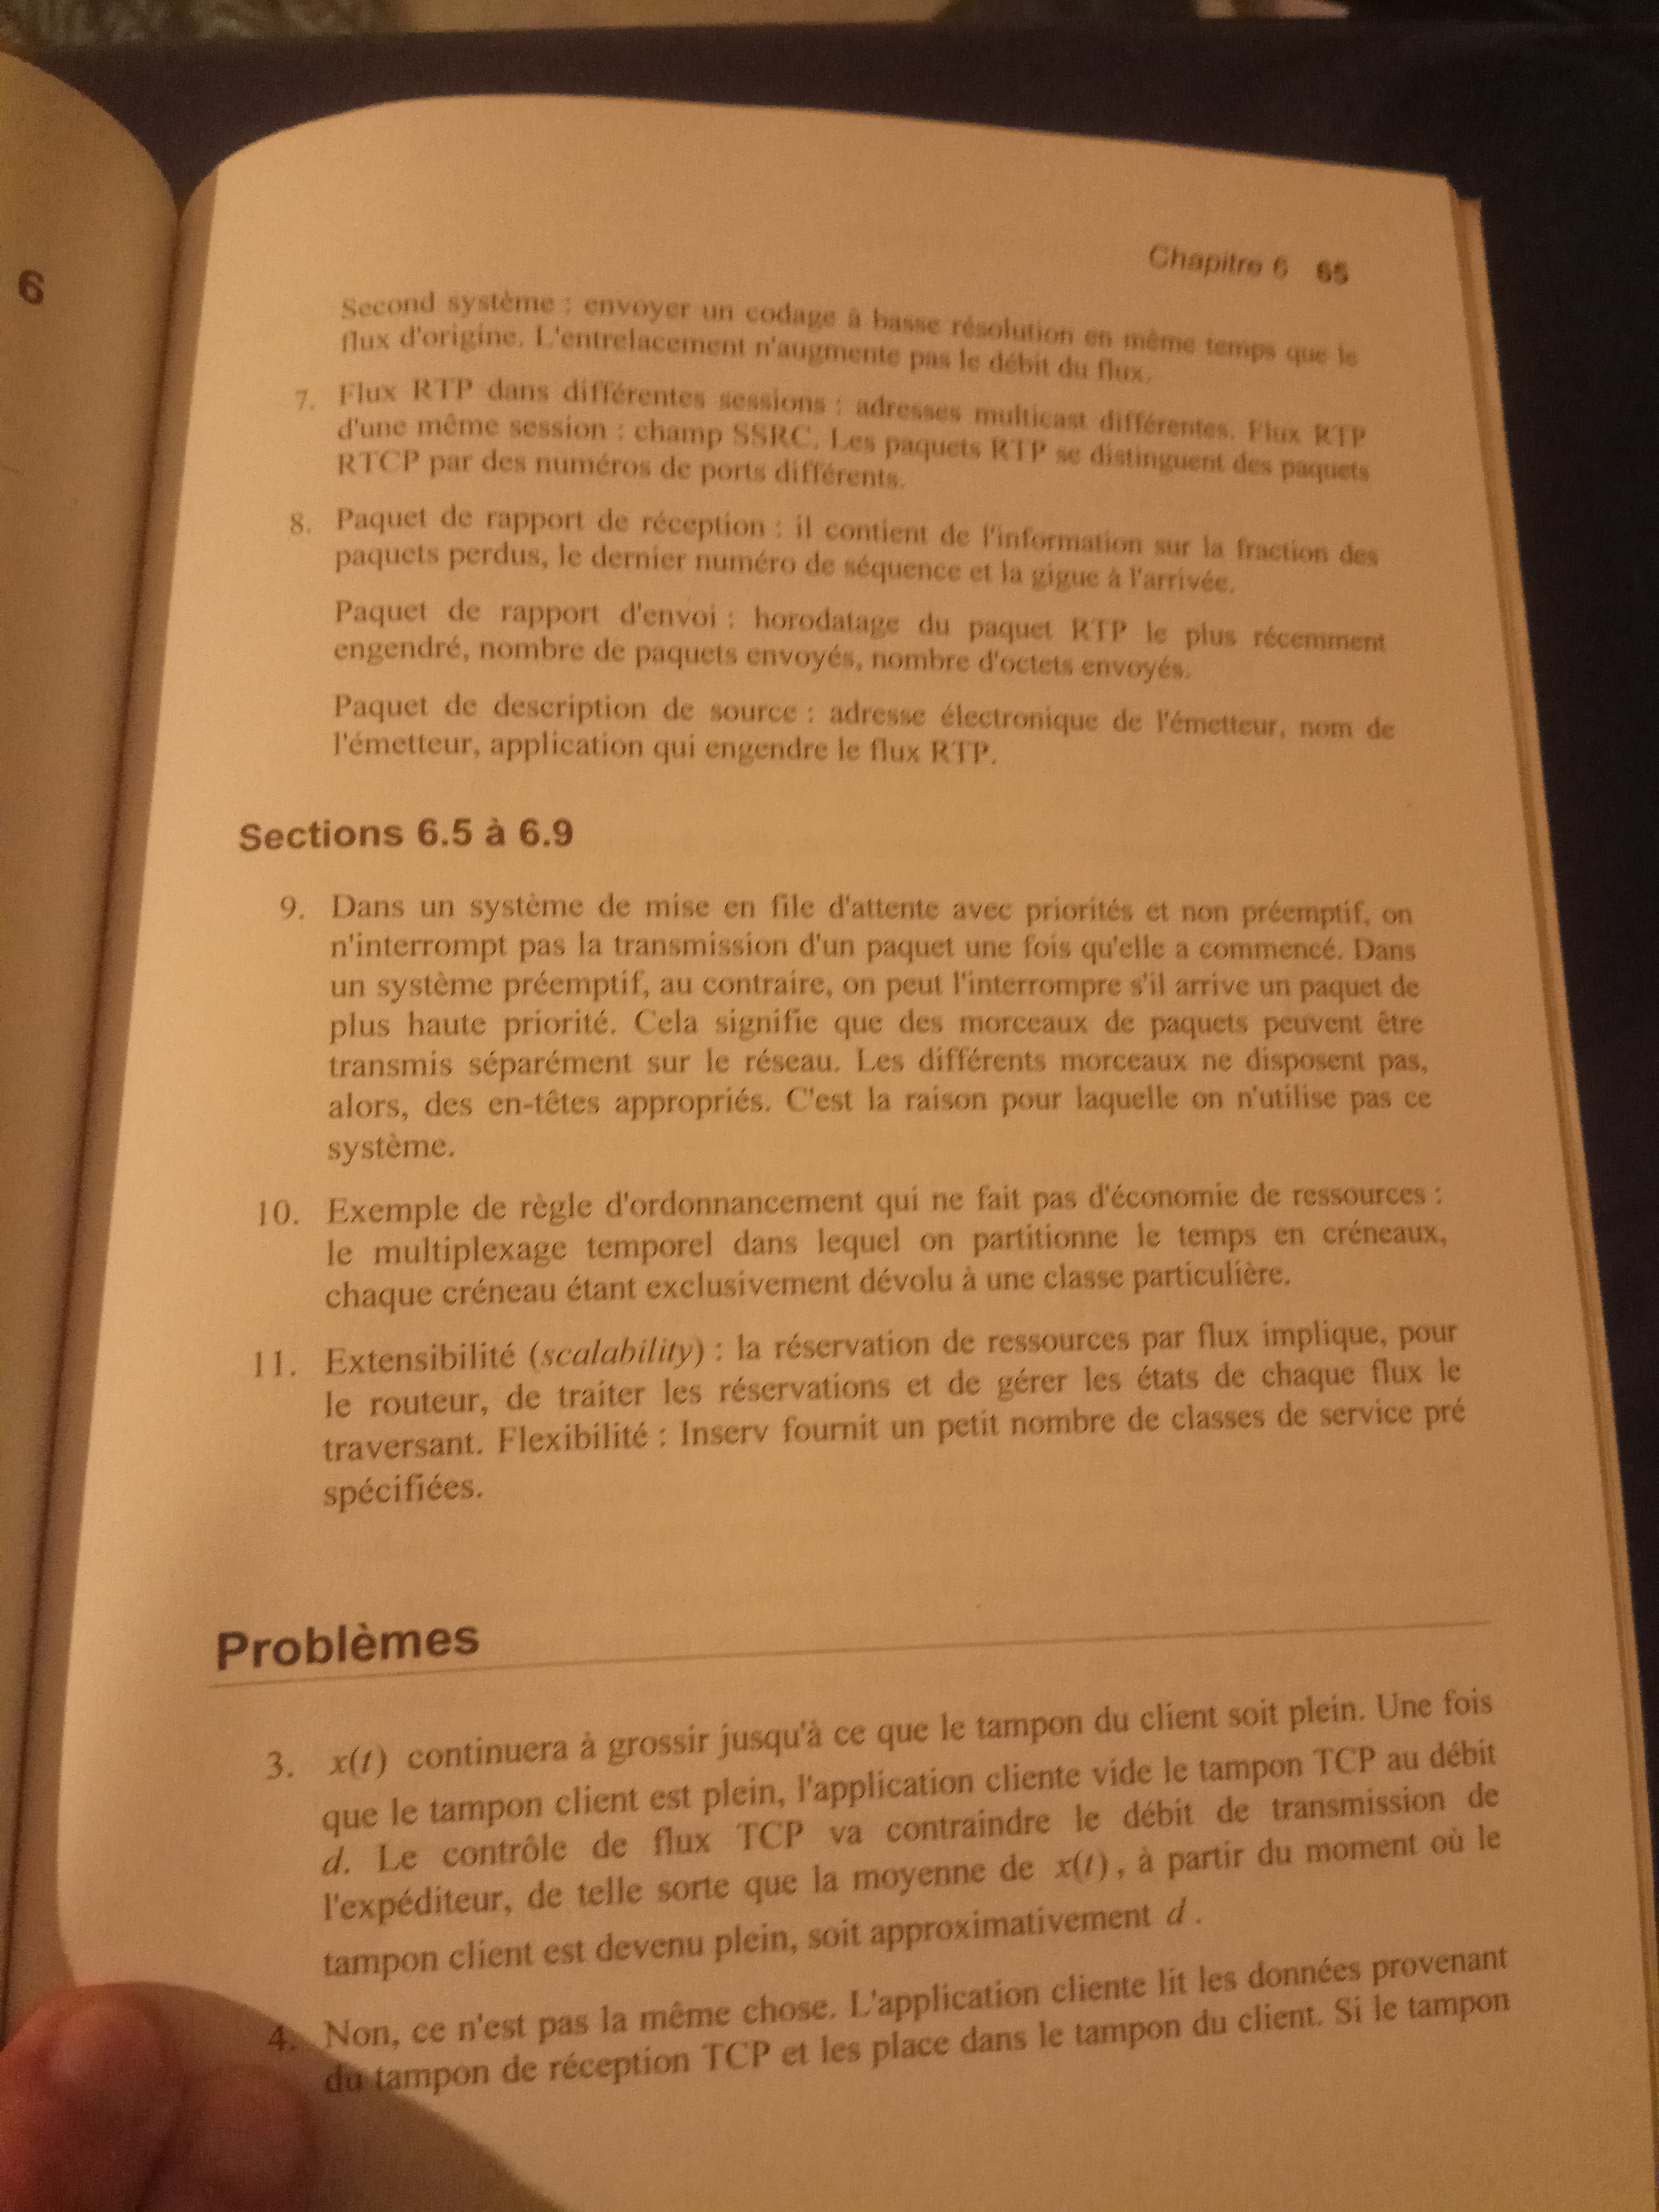 6
Chapitre 6 65
Second système : envoyer un codage à basse résolution en même temps que le
flux d'origine. L'entrelacement n'augmente pas le débit du flux.
7. Flux RTP dans différentes sessions : adresses multicast différentes. Flux RTP
d'une même session : champ SSRC. Les paquets RTP se distinguent des paquets
RTCP par des numéros de ports différents.
8. Paquet de rapport de réception : il contient de l'information sur la fraction des
paquets perdus, le dernier numéro de séquence et la gigue à l'arrivée.
Paquet de rapport d'envoi : horodatage du paquet RTP le plus récemment
engendré, nombre de paquets envoyés, nombre d'octets envoyés.
Paquet de description de source : adresse électronique de l'émetteur, nom de
l'émetteur, application qui engendre le flux RTP.
Sections 6.5 à 6.9
9. Dans un système de mise en file d'attente avec priorités et non préemptif, on
n'interrompt pas la transmission d'un paquet une fois qu'elle a commencé. Dans
un système préemptif, au contraire, on peut l'interrompre s'il arrive un paquet de
plus haute priorité. Cela signifie que des morceaux de paquets peuvent être
transmis séparément sur le réseau. Les différents morceaux ne disposent pas,
alors, des en-têtes appropriés. C'est la raison pour laquelle on n'utilise pas ce
système.
10. Exemple de règle d'ordonnancement qui ne fait pas d'économie de ressources :
le multiplexage temporel dans lequel on partitionne le temps en créneaux,
chaque créneau étant exclusivement dévolu à une classe particulière.
11. Extensibilité (scalability) : la réservation de ressources par flux implique, pour
le routeur, de traiter les réservations et de gérer les états de chaque flux le
traversant. Flexibilité : Inserv fournit un petit nombre de classes de service pré
spécifiées.
Problèmes
3. x(t) continuera à grossir jusqu'à ce que le tampon du client soit plein. Une fois
que le tampon client est plein, l'application cliente vide le tampon TCP au débit
d. Le contrôle de flux TCP va contraindre le débit de transmission de
l'expéditeur, de telle sorte que la moyenne de x(t), à partir du moment où le
tampon client est devenu plein, soit approximativement d.
4. Non, ce n'est pas la même chose. L'application cliente lit les données provenant
du tampon de réception TCP et les place dans le tampon du client. Si le tampon